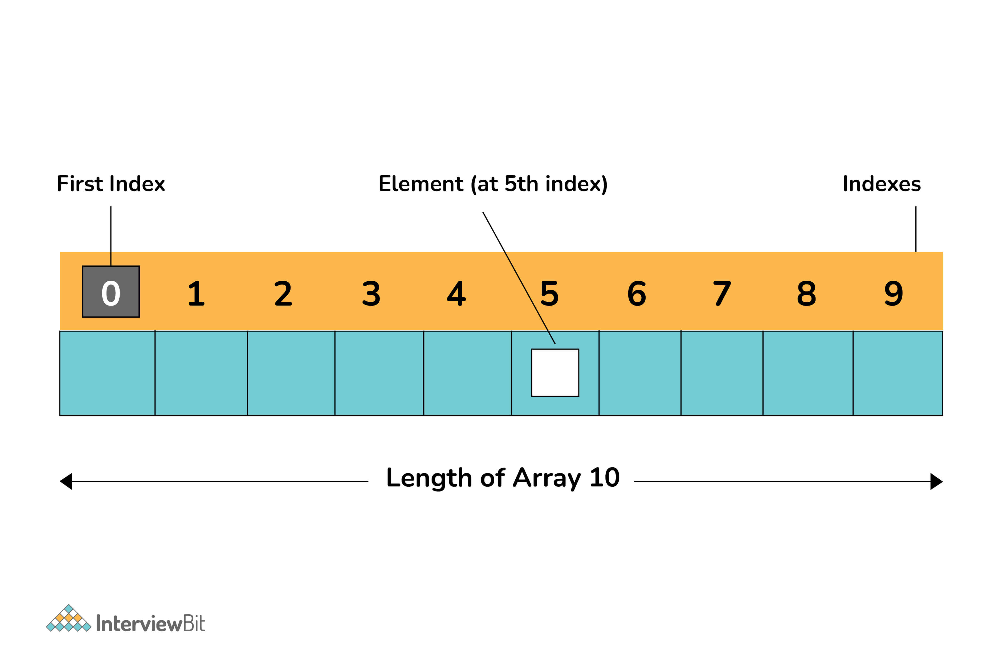 First Index Element (at 5th index) Indexes
0 1 2 3 4 5 6 7 8 9
Length of Array 10
InterviewBit